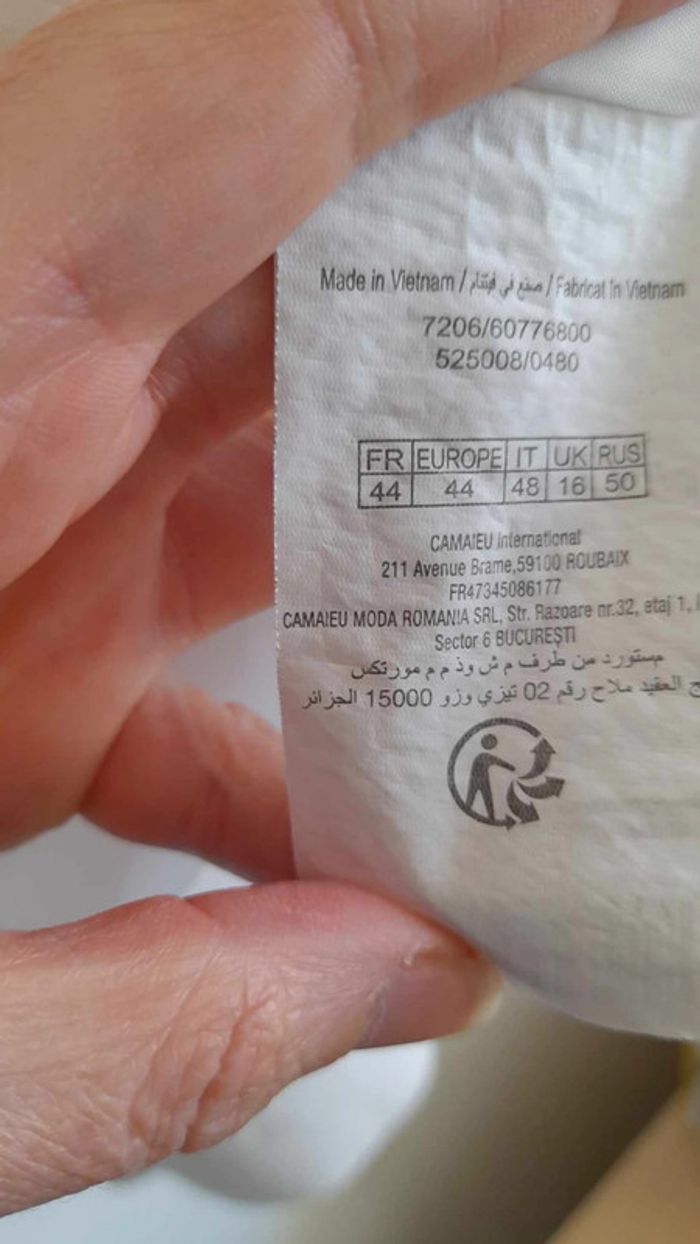 Made in Vietnam / صنع في فيتنام / Fabricat în Vietnam
7206/60776800
525008/0480
FR EUROPE IT UK RUS
44 44 48 16 50
CAMAIEU International
211 Avenue Brame,59100 ROUBAIX
FR47345086177
CAMAIEU MODA ROMANIA SRL, Str. Razoare nr.32, etaj 1,
Sector 6 BUCUREŞTI
مستورد من طرف م ش وذ م م مورتكس
العقيد ملاح رقم 02 تيزي وزو 15000 الجزائر